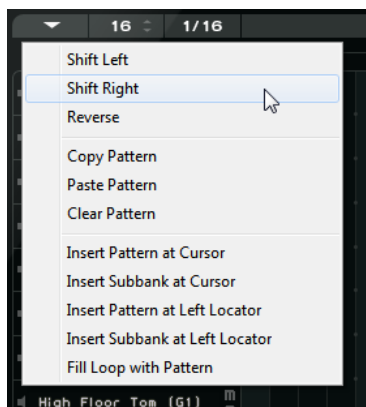 16 1/16
Shift Left
Shift Right
Reverse
Copy Pattern
Paste Pattern
Clear Pattern
Insert Pattern at Cursor
Insert Subbank at Cursor
Insert Pattern at Left Locator
Insert Subbank at Left Locator
Fill Loop with Pattern
High Floor Tom (G1) m